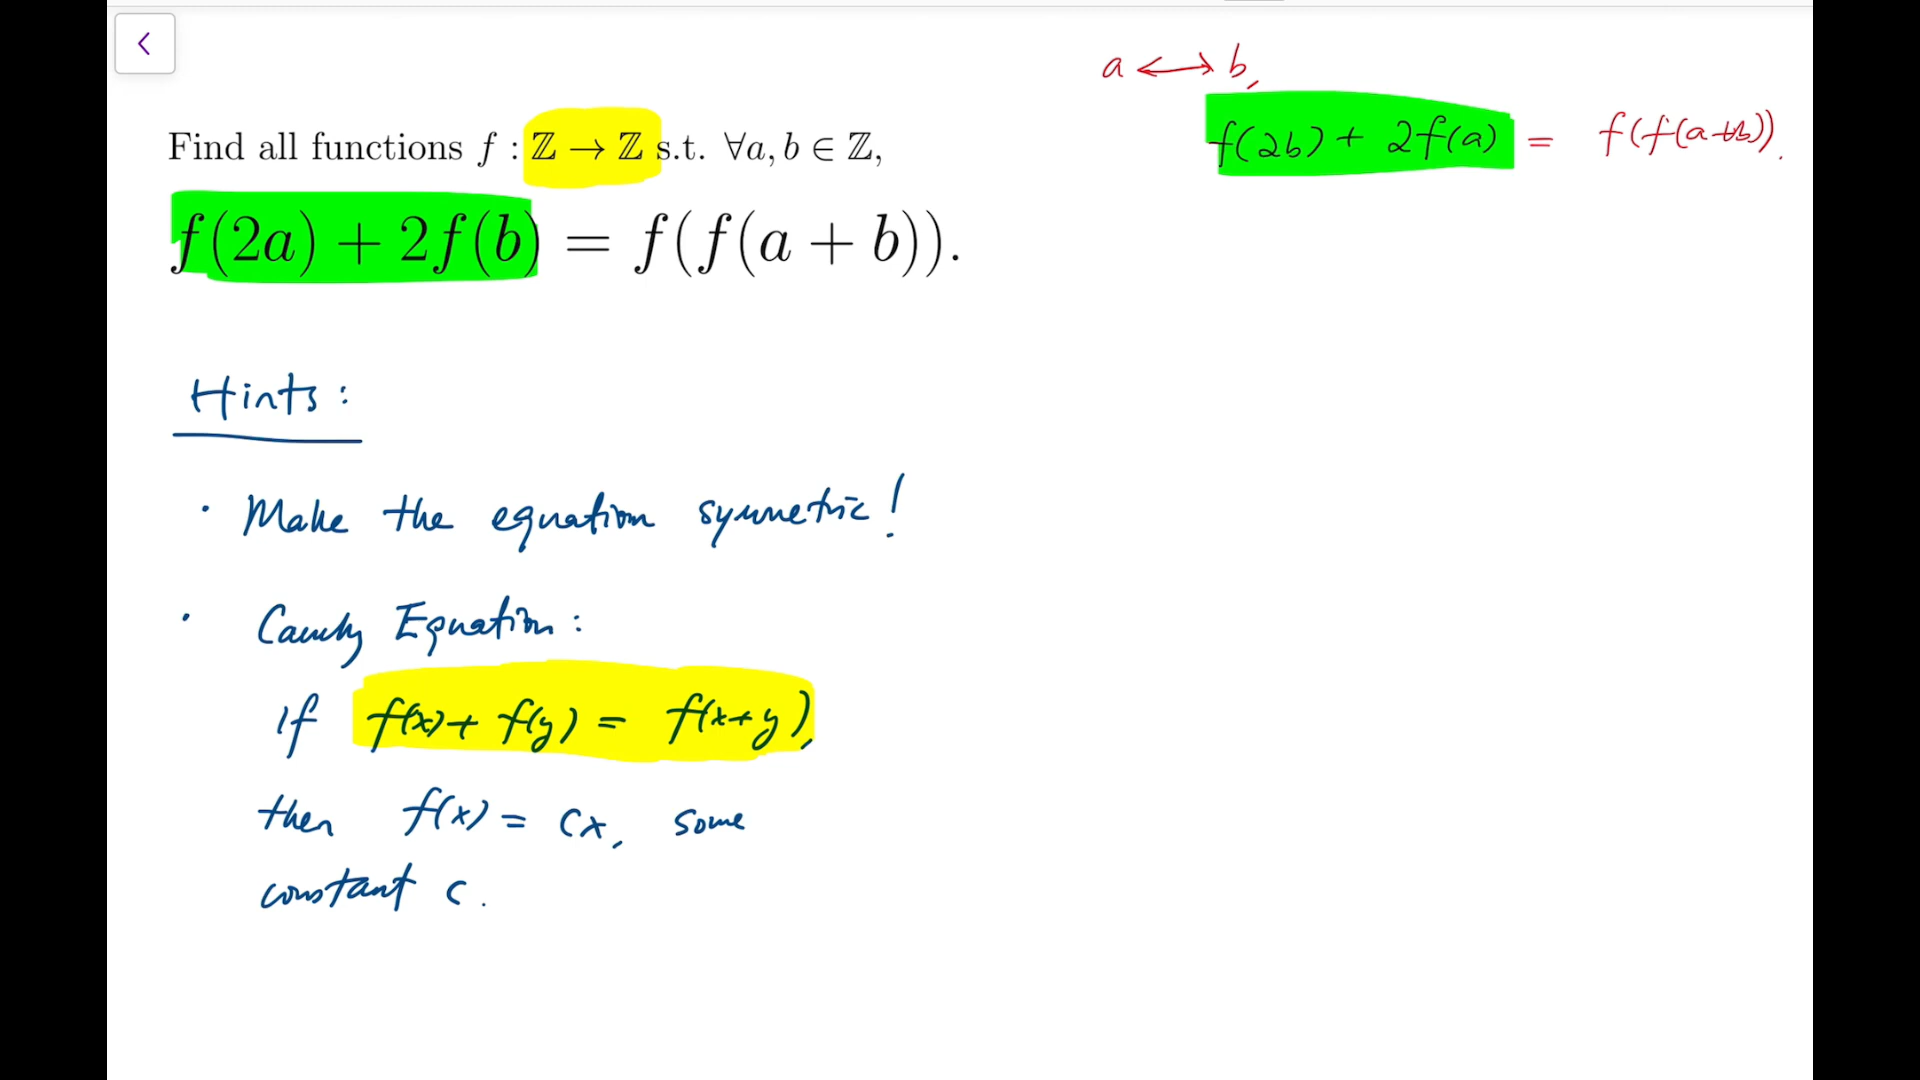 Find all functions f : ℤ → ℤ s.t. ∀a, b ∈ ℤ,
f(2a) + 2f(b) = f(f(a + b)).
a ⟷ b,
f(2b) + 2f(a) = f(f(a+b)).
Hints:
· Make the equation symmetric!
· Cauchy Equation:
If f(x) + f(y) = f(x+y),
then f(x) = cx, some
constant c.